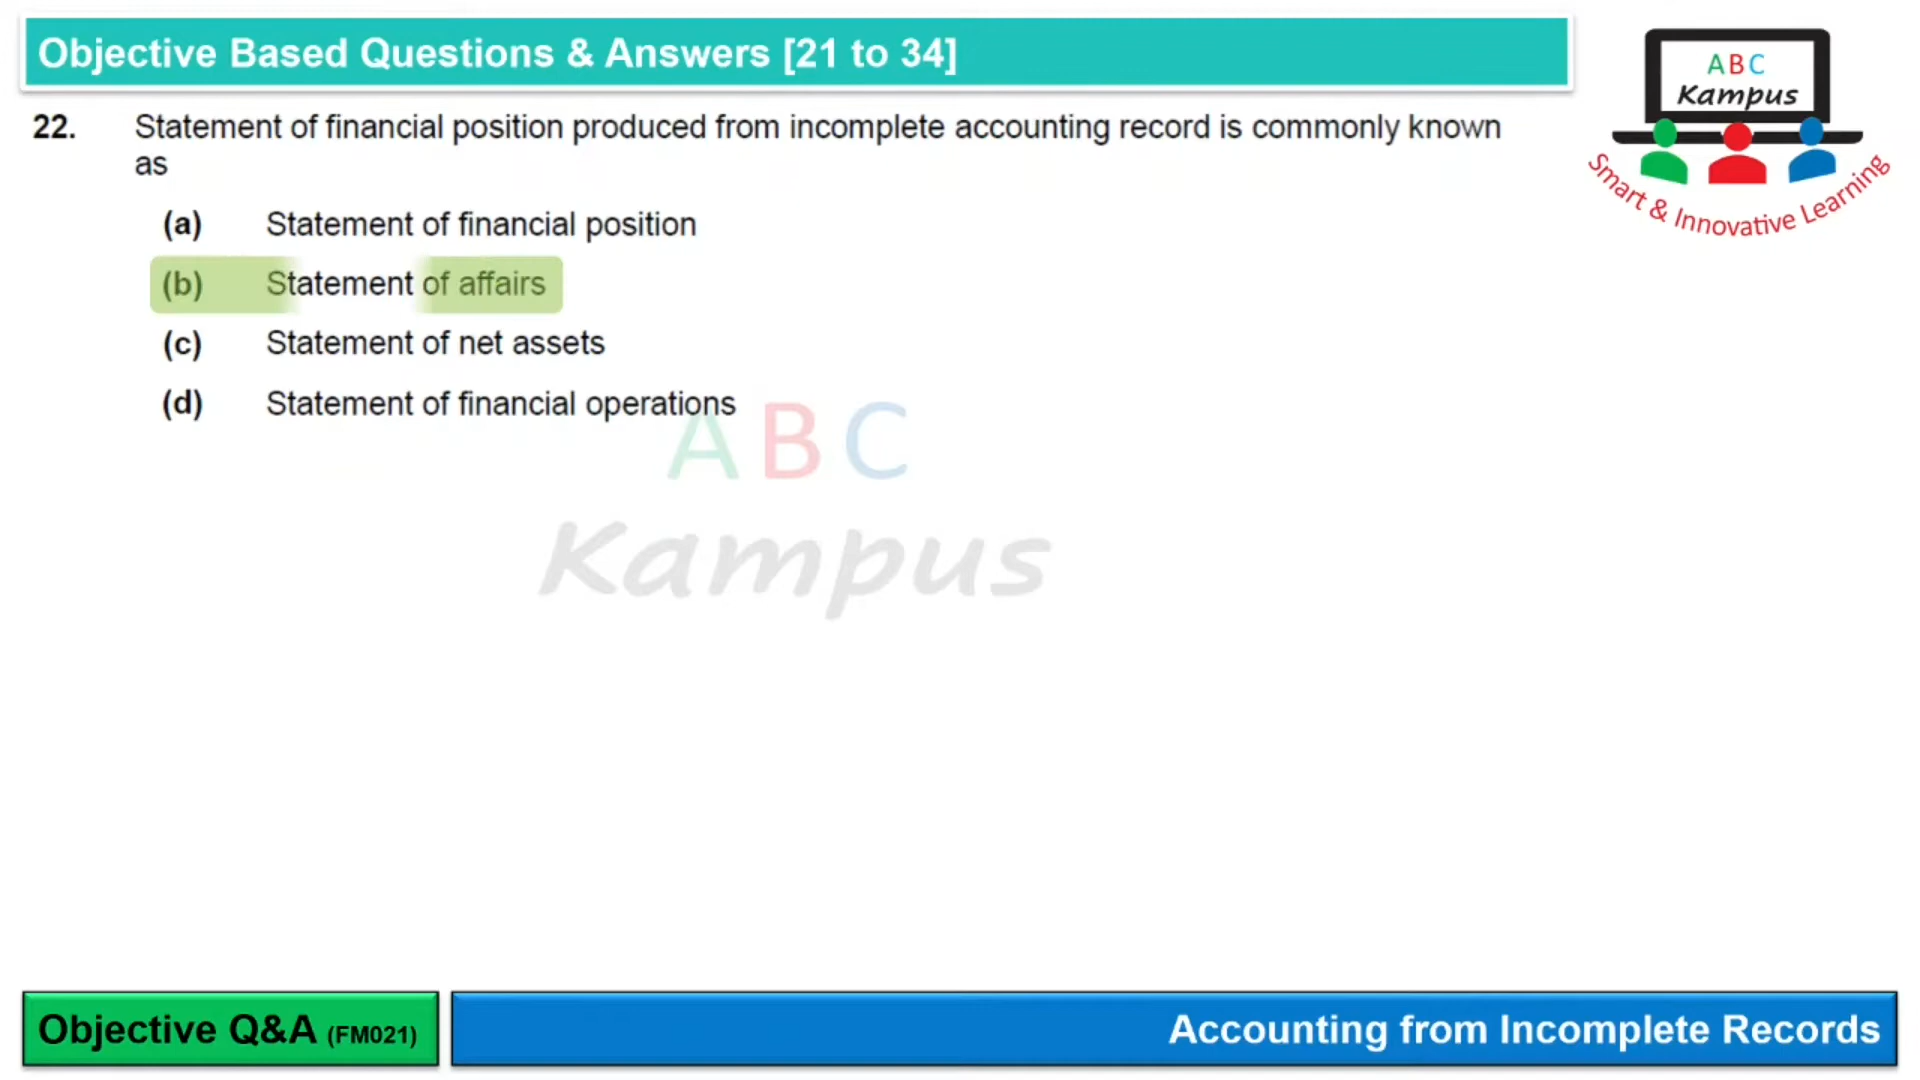 Objective Based Questions & Answers [21 to 34]
A B C
Kampus
Smart & Innovative Learning
22. Statement of financial position produced from incomplete accounting record is commonly known
as
(a) Statement of financial position
(b) Statement of affairs
(c) Statement of net assets
(d) Statement of financial operations
A B C
Kampus
Objective Q&A (FM021)
Accounting from Incomplete Records